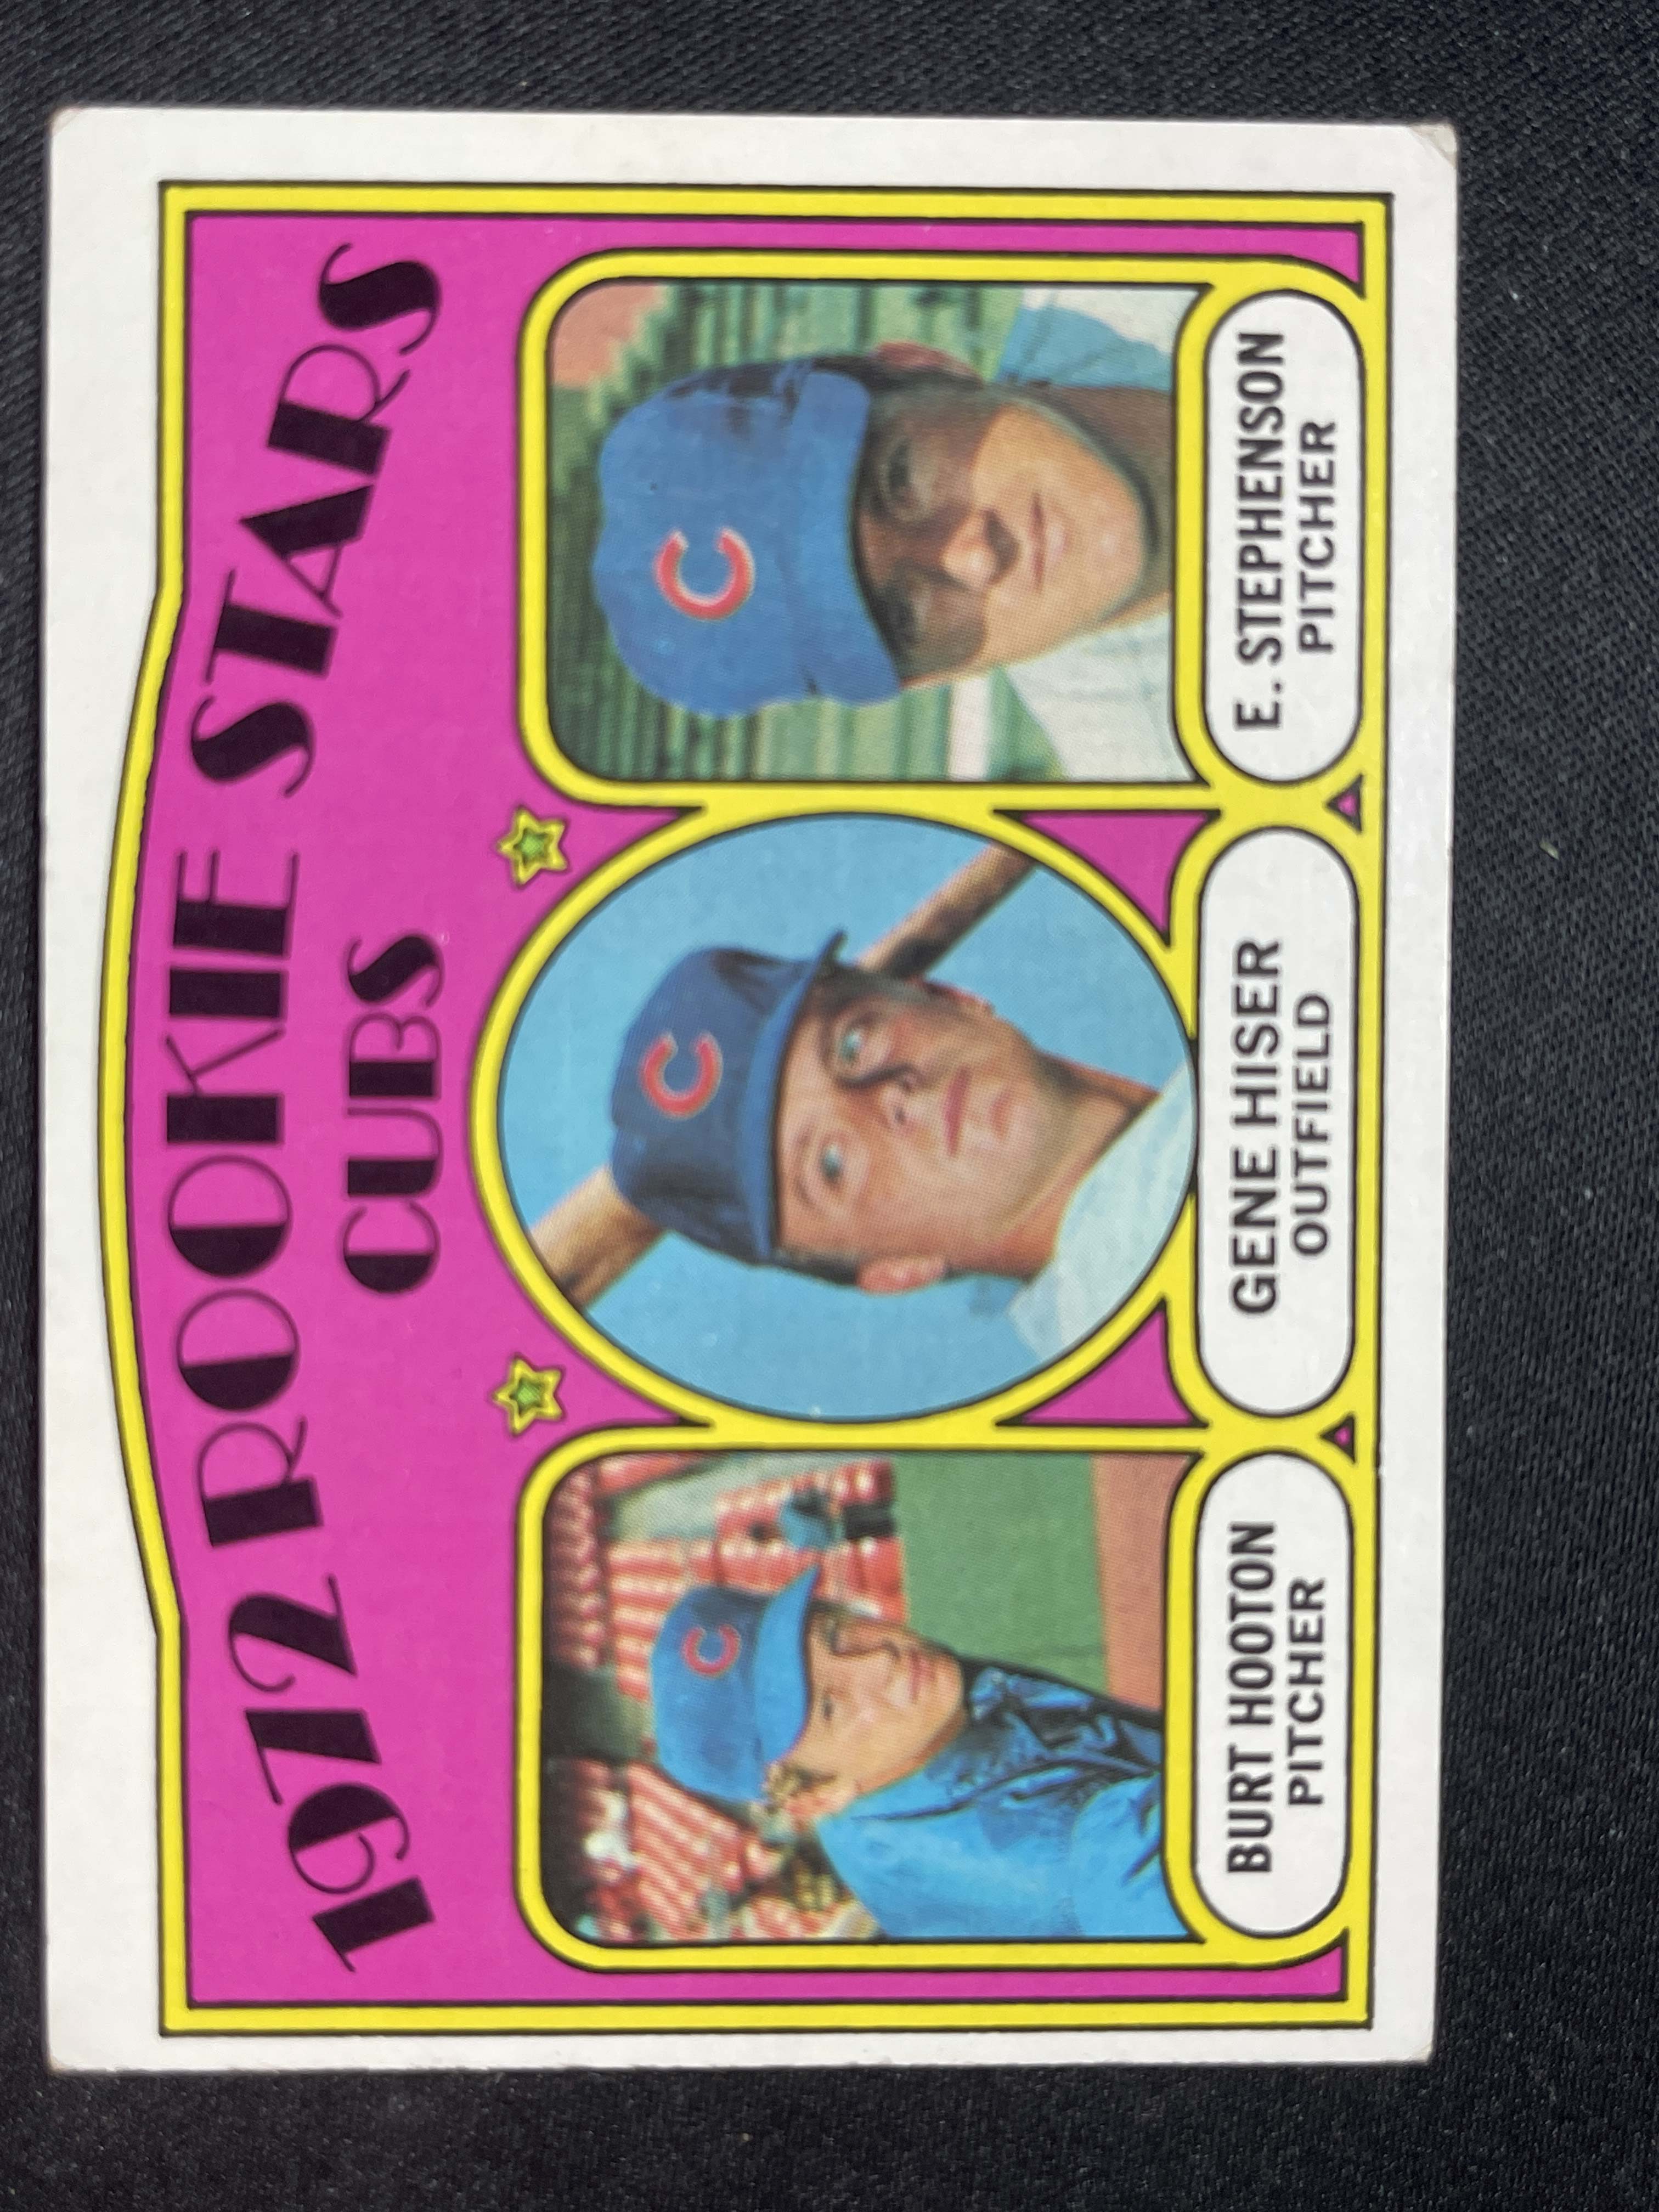 1972 ROOKIE STARS
CUBS
C
C
C
BURT HOOTON
PITCHER
GENE HISER
OUTFIELD
E. STEPHENSON
PITCHER